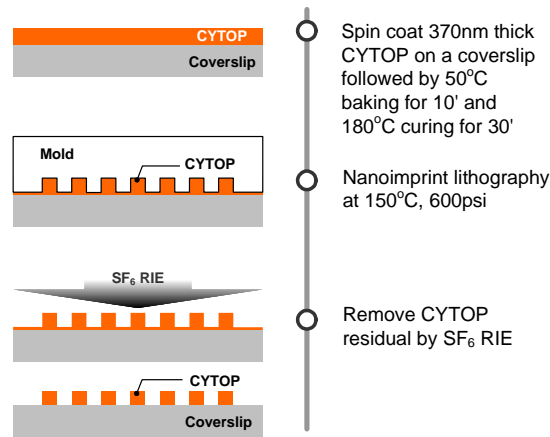 CYTOP
Coverslip
Spin coat 370nm thick
CYTOP on a coverslip
followed by 50°C
baking for 10' and
180°C curing for 30'
Mold
CYTOP
Nanoimprint lithography
at 150°C, 600psi
SF₆ RIE
Remove CYTOP
residual by SF₆ RIE
CYTOP
Coverslip